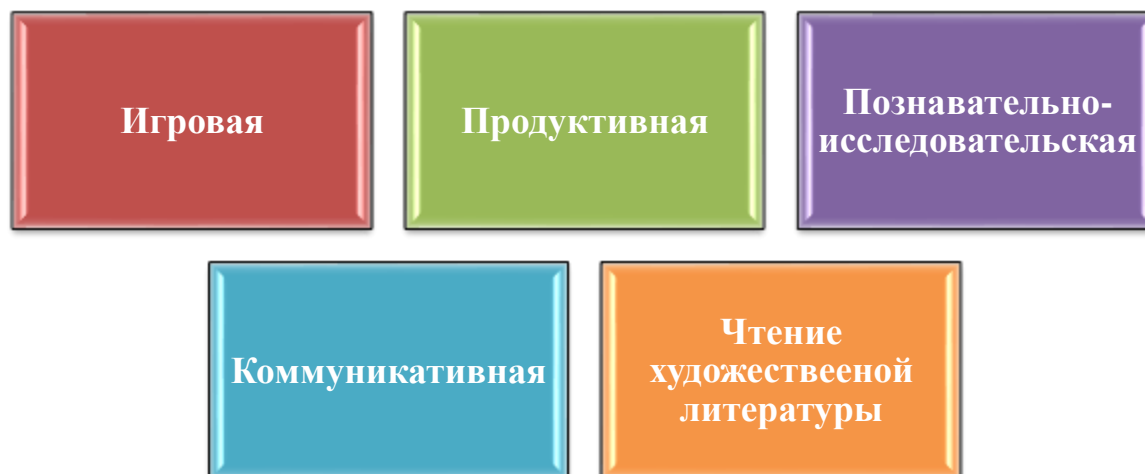 Игровая
Продуктивная
Познавательно-
исследовательская
Коммуникативная
Чтение
художествееной
литературы